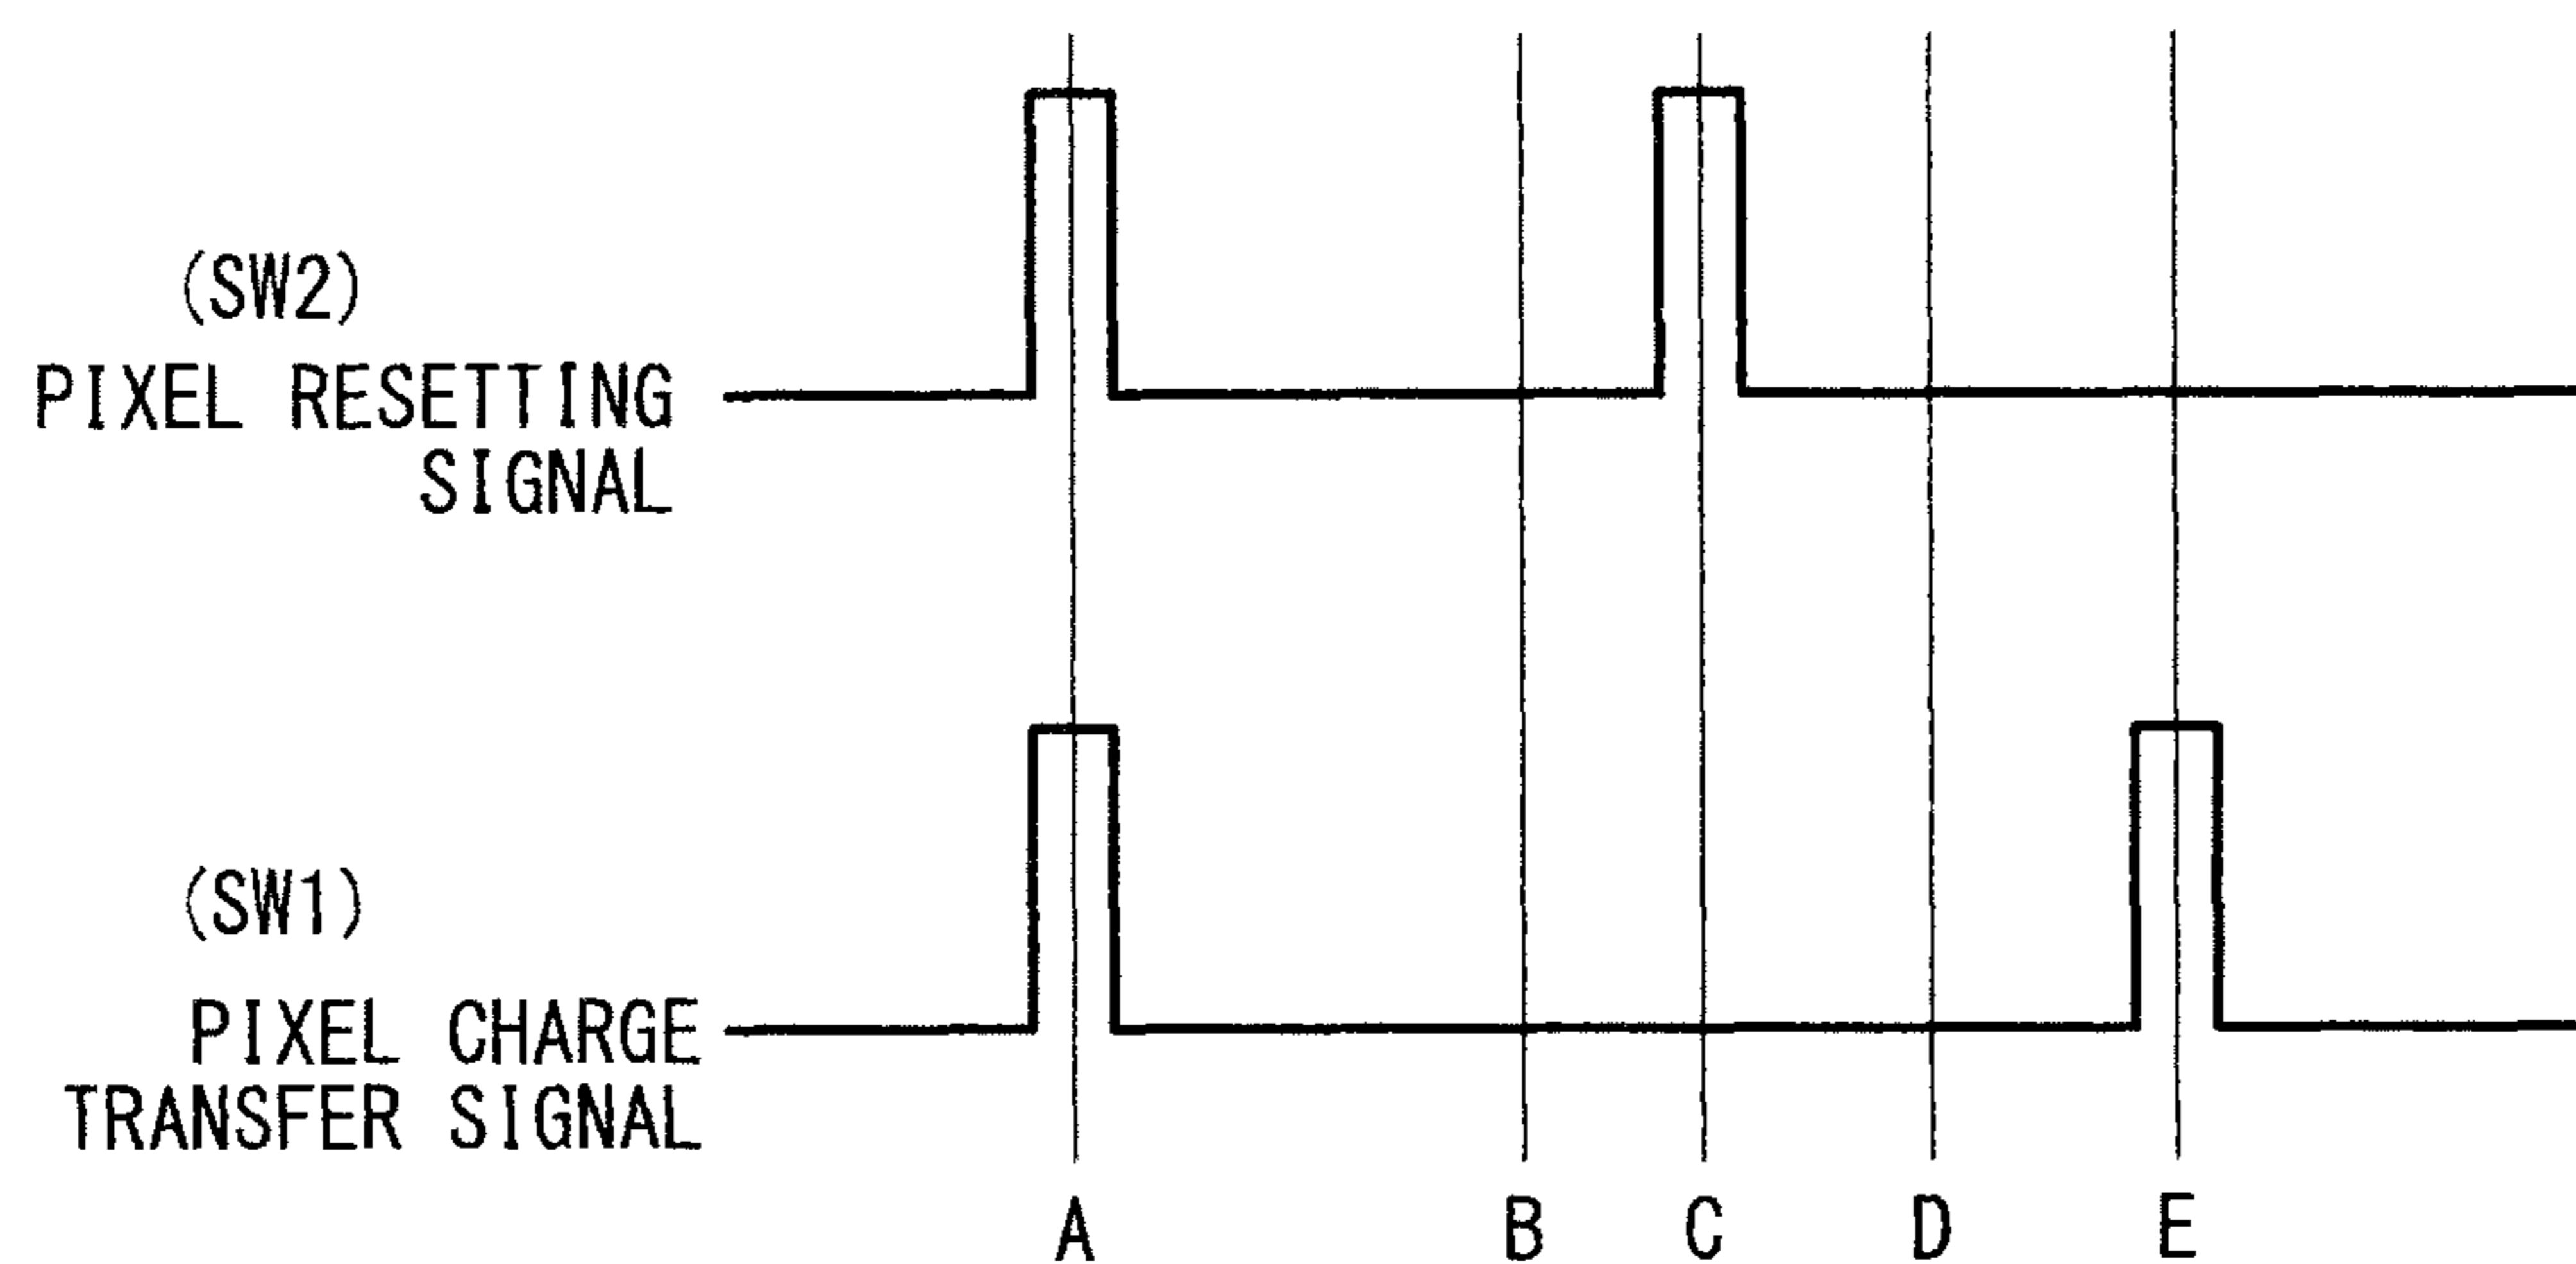 (SW2)
PIXEL RESETTING
SIGNAL
(SW1)
PIXEL CHARGE
TRANSFER SIGNAL
A B C D E